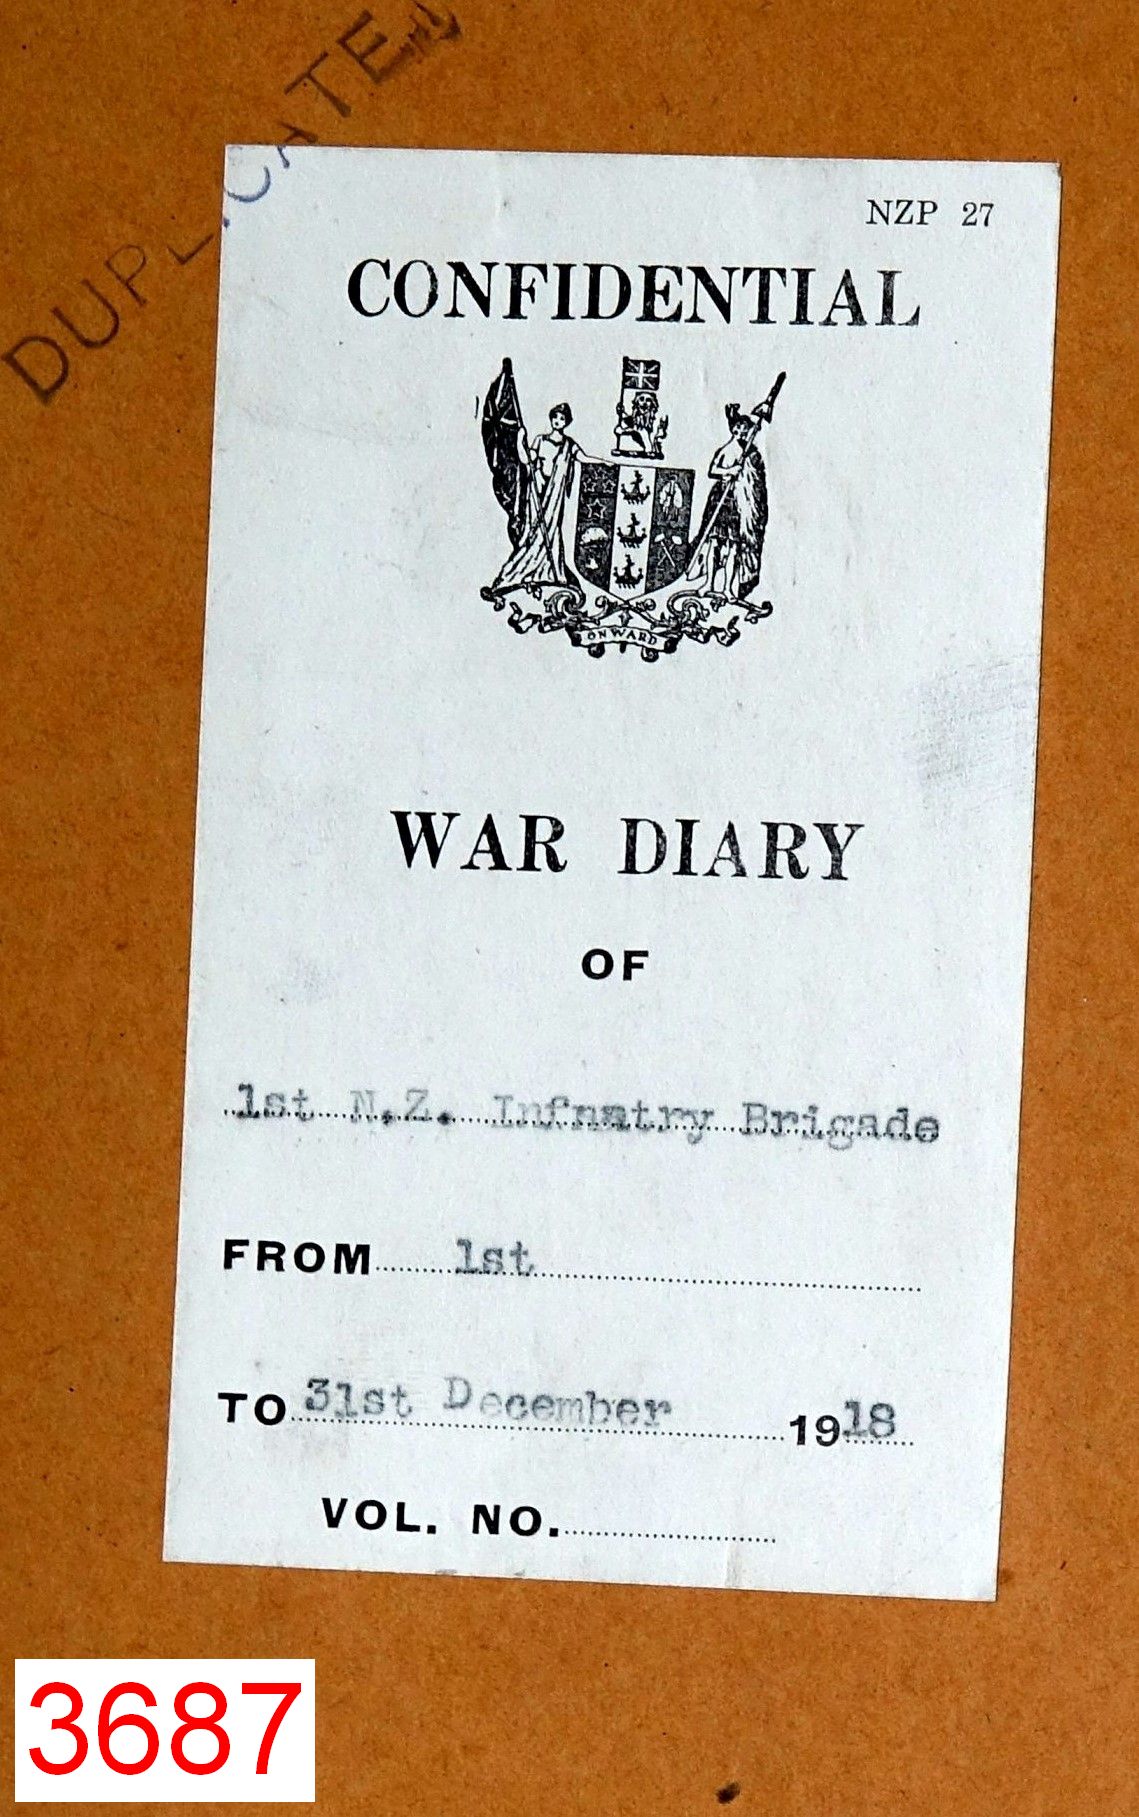 DUPLICATE
NZP 27
CONFIDENTIAL
ONWARD
WAR DIARY
OF
1st N.Z. Infnatry Brigade
FROM 1st
TO 31st December 1918
VOL. NO.
3687